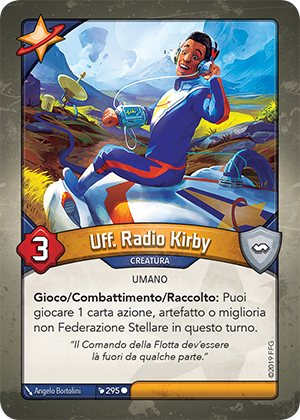 3
Uff. Radio Kirby
CREATURA
UMANO
Gioco/Combattimento/Raccolto: Puoi
giocare 1 carta azione, artefatto o miglioria
non Federazione Stellare in questo turno.
“Il Comando della Flotta dev'essere
là fuori da qualche parte.”
©2019 FFG
Angelo Bortolini
295